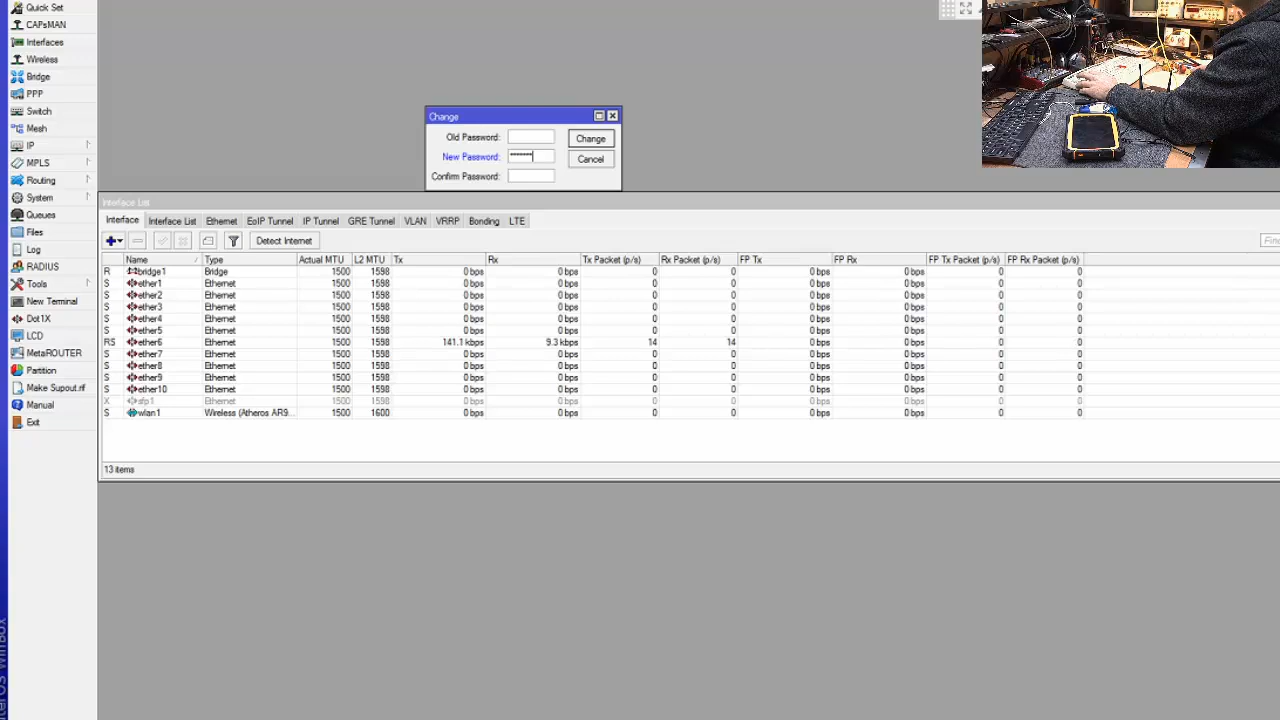 Quick Set
CAPsMAN
Interfaces
Wireless
Bridge
PPP
Switch
Mesh
IP
MPLS
Routing
System
Queues
Files
Log
RADIUS
Tools
New Terminal
Dot1X
LCD
MetaROUTER
Partition
Make Supout.rif
Manual
Exit
Change
Old Password:
Change
New Password: *******
Cancel
Confirm Password:
Interface List
Interface Interface List Ethernet EoIP Tunnel IP Tunnel GRE Tunnel VLAN VRRP Bonding LTE
Detect Internet
Name Type Actual MTU L2 MTU Tx Rx Tx Packet (p/s) Rx Packet (p/s) FP Tx FP Rx FP Tx Packet (p/s) FP Rx Packet (p/s)
R bridge1 Bridge 1500 1598 0 bps 0 bps 0 0 0 bps 0 bps 0 0
S ether1 Ethernet 1500 1598 0 bps 0 bps 0 0 0 bps 0 bps 0 0
S ether2 Ethernet 1500 1598 0 bps 0 bps 0 0 0 bps 0 bps 0 0
S ether3 Ethernet 1500 1598 0 bps 0 bps 0 0 0 bps 0 bps 0 0
S ether4 Ethernet 1500 1598 0 bps 0 bps 0 0 0 bps 0 bps 0 0
S ether5 Ethernet 1500 1598 0 bps 0 bps 0 0 0 bps 0 bps 0 0
RS ether6 Ethernet 1500 1598 141.1 kbps 9.3 kbps 14 14 0 bps 0 bps 0 0
S ether7 Ethernet 1500 1598 0 bps 0 bps 0 0 0 bps 0 bps 0 0
S ether8 Ethernet 1500 1598 0 bps 0 bps 0 0 0 bps 0 bps 0 0
S ether9 Ethernet 1500 1598 0 bps 0 bps 0 0 0 bps 0 bps 0 0
S ether10 Ethernet 1500 1598 0 bps 0 bps 0 0 0 bps 0 bps 0 0
X sfp1 Ethernet 1500 1598 0 bps 0 bps 0 0 0 bps 0 bps 0 0
S wlan1 Wireless (Atheros AR9... 1500 1600 0 bps 0 bps 0 0 0 bps 0 bps 0 0
13 items
WinBox